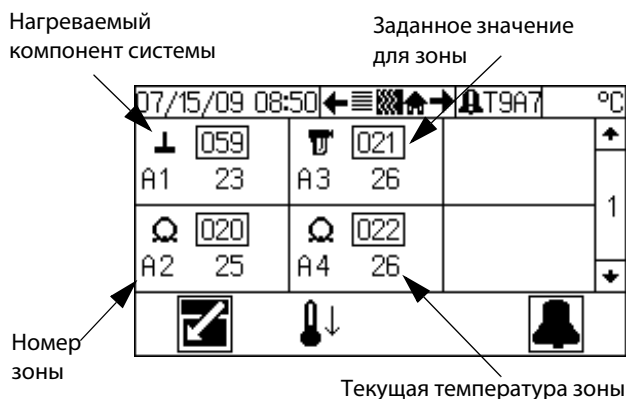 Нагреваемый
компонент системы
Заданное значение
для зоны
07/15/09 08:50 T9A7 °C
059 021
A1 23 A3 26
1
020 022
A2 25 A4 26
Номер
зоны
Текущая температура зоны